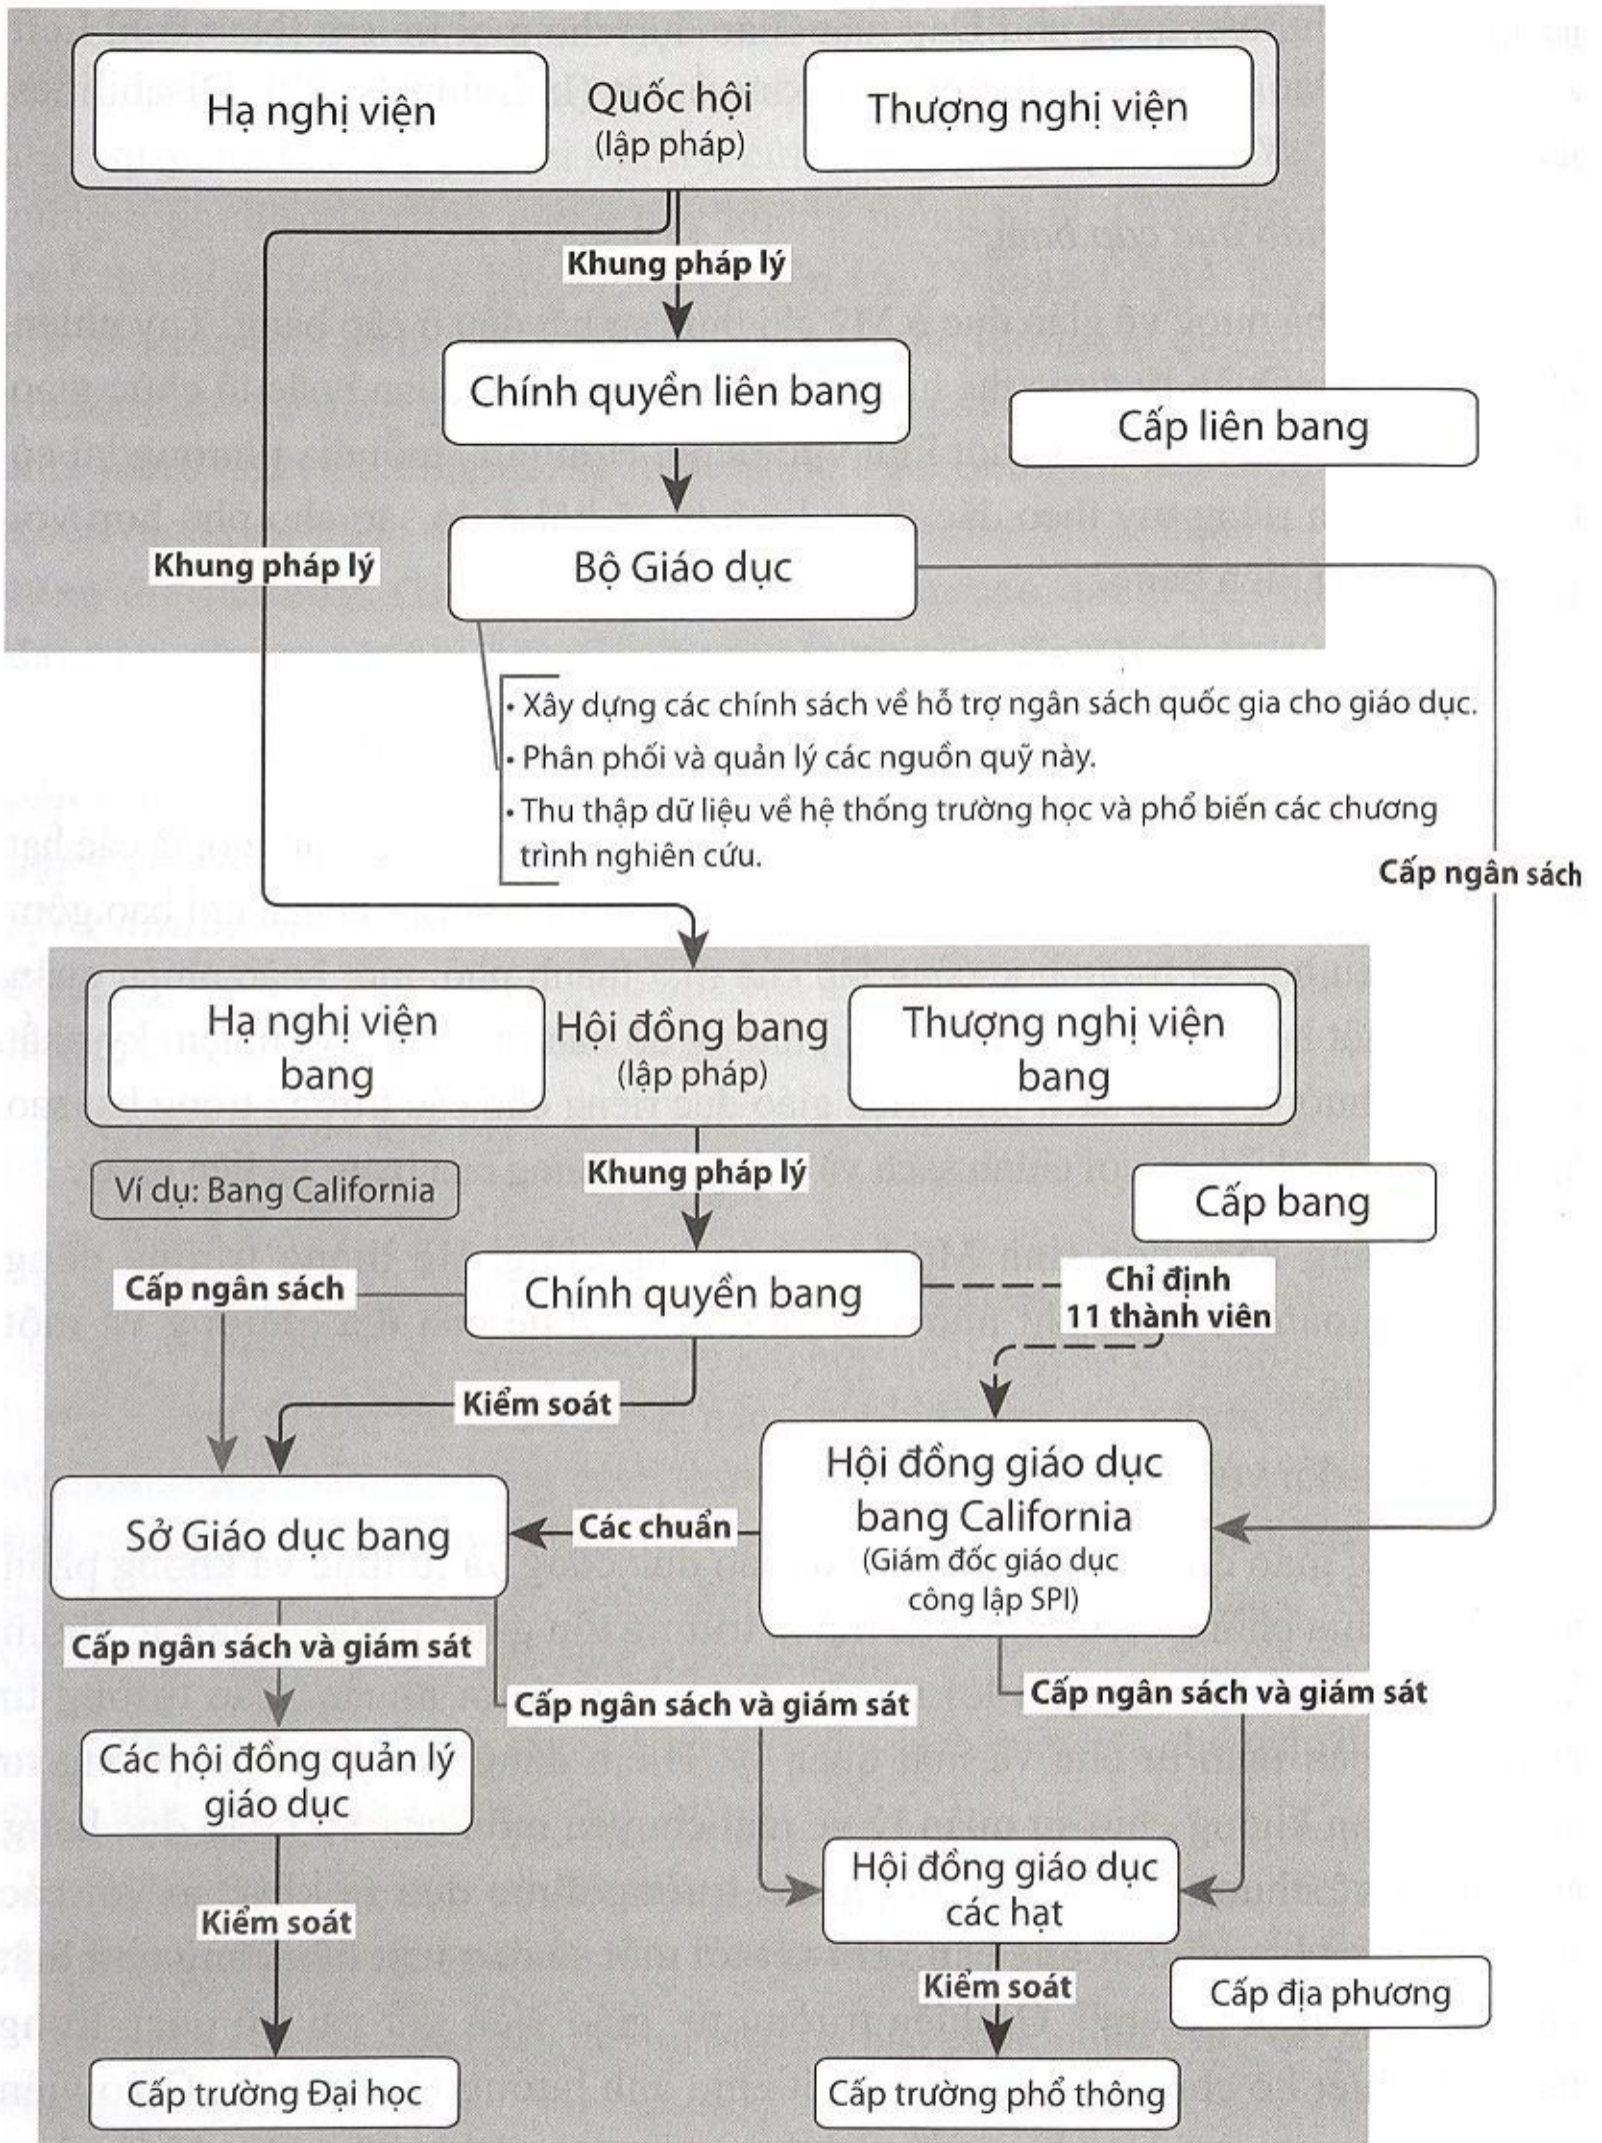 Hạ nghị viện
Quốc hội
(lập pháp)
Thượng nghị viện
Khung pháp lý
Chính quyền liên bang
Cấp liên bang
Khung pháp lý
Bộ Giáo dục
• Xây dựng các chính sách về hỗ trợ ngân sách quốc gia cho giáo dục.
• Phân phối và quản lý các nguồn quỹ này.
• Thu thập dữ liệu về hệ thống trường học và phổ biến các chương
trình nghiên cứu.
Cấp ngân sách
Hạ nghị viện
bang
Hội đồng bang
(lập pháp)
Thượng nghị viện
bang
Khung pháp lý
Ví dụ: Bang California
Cấp bang
Cấp ngân sách
Chính quyền bang
Chỉ định
11 thành viên
Kiểm soát
Hội đồng giáo dục
bang California
(Giám đốc giáo dục
công lập SPI)
Sở Giáo dục bang
Các chuẩn
Cấp ngân sách và giám sát
Cấp ngân sách và giám sát
Cấp ngân sách và giám sát
Các hội đồng quản lý
giáo dục
Hội đồng giáo dục
các hạt
Kiểm soát
Kiểm soát
Cấp địa phương
Cấp trường Đại học
Cấp trường phổ thông